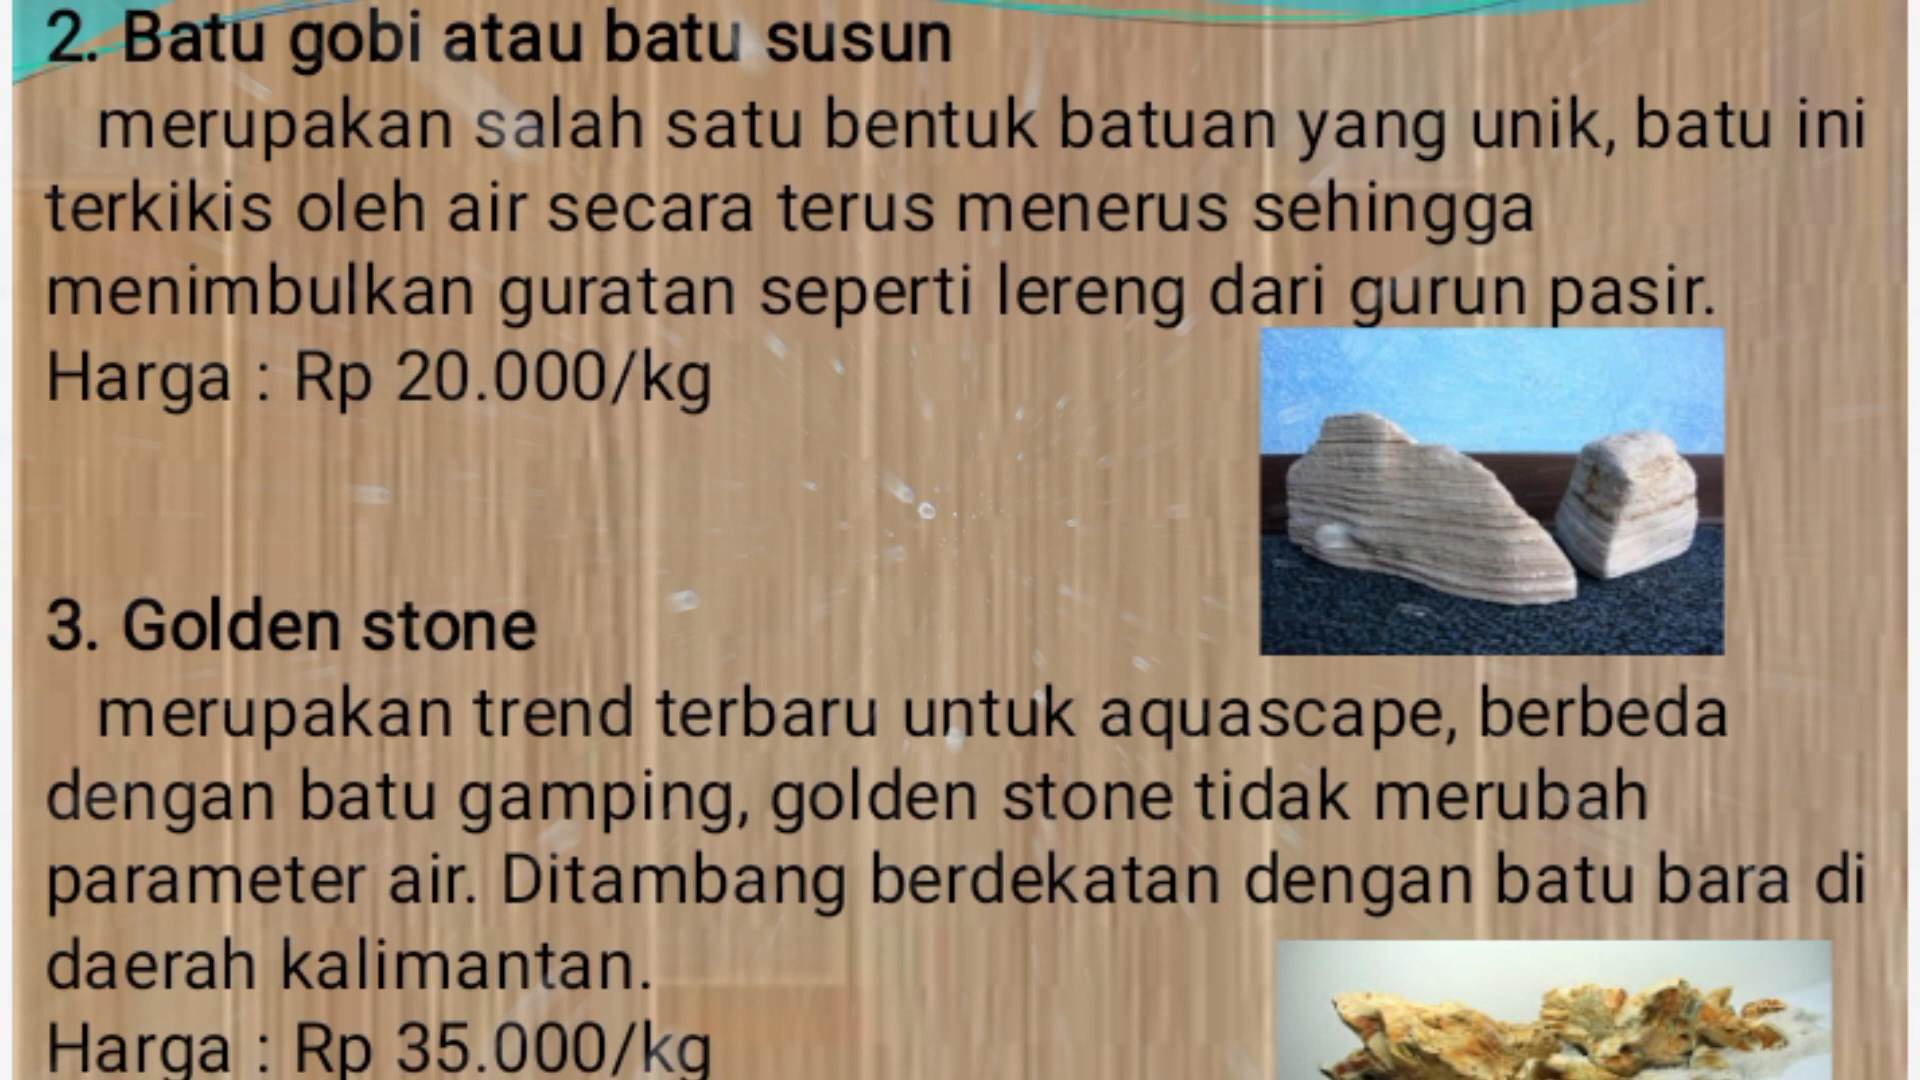 2. Batu gobi atau batu susun
merupakan salah satu bentuk batuan yang unik, batu ini
terkikis oleh air secara terus menerus sehingga
menimbulkan guratan seperti lereng dari gurun pasir.
Harga : Rp 20.000/kg
3. Golden stone
merupakan trend terbaru untuk aquascape, berbeda
dengan batu gamping, golden stone tidak merubah
parameter air. Ditambang berdekatan dengan batu bara di
daerah kalimantan.
Harga : Rp 35.000/kg